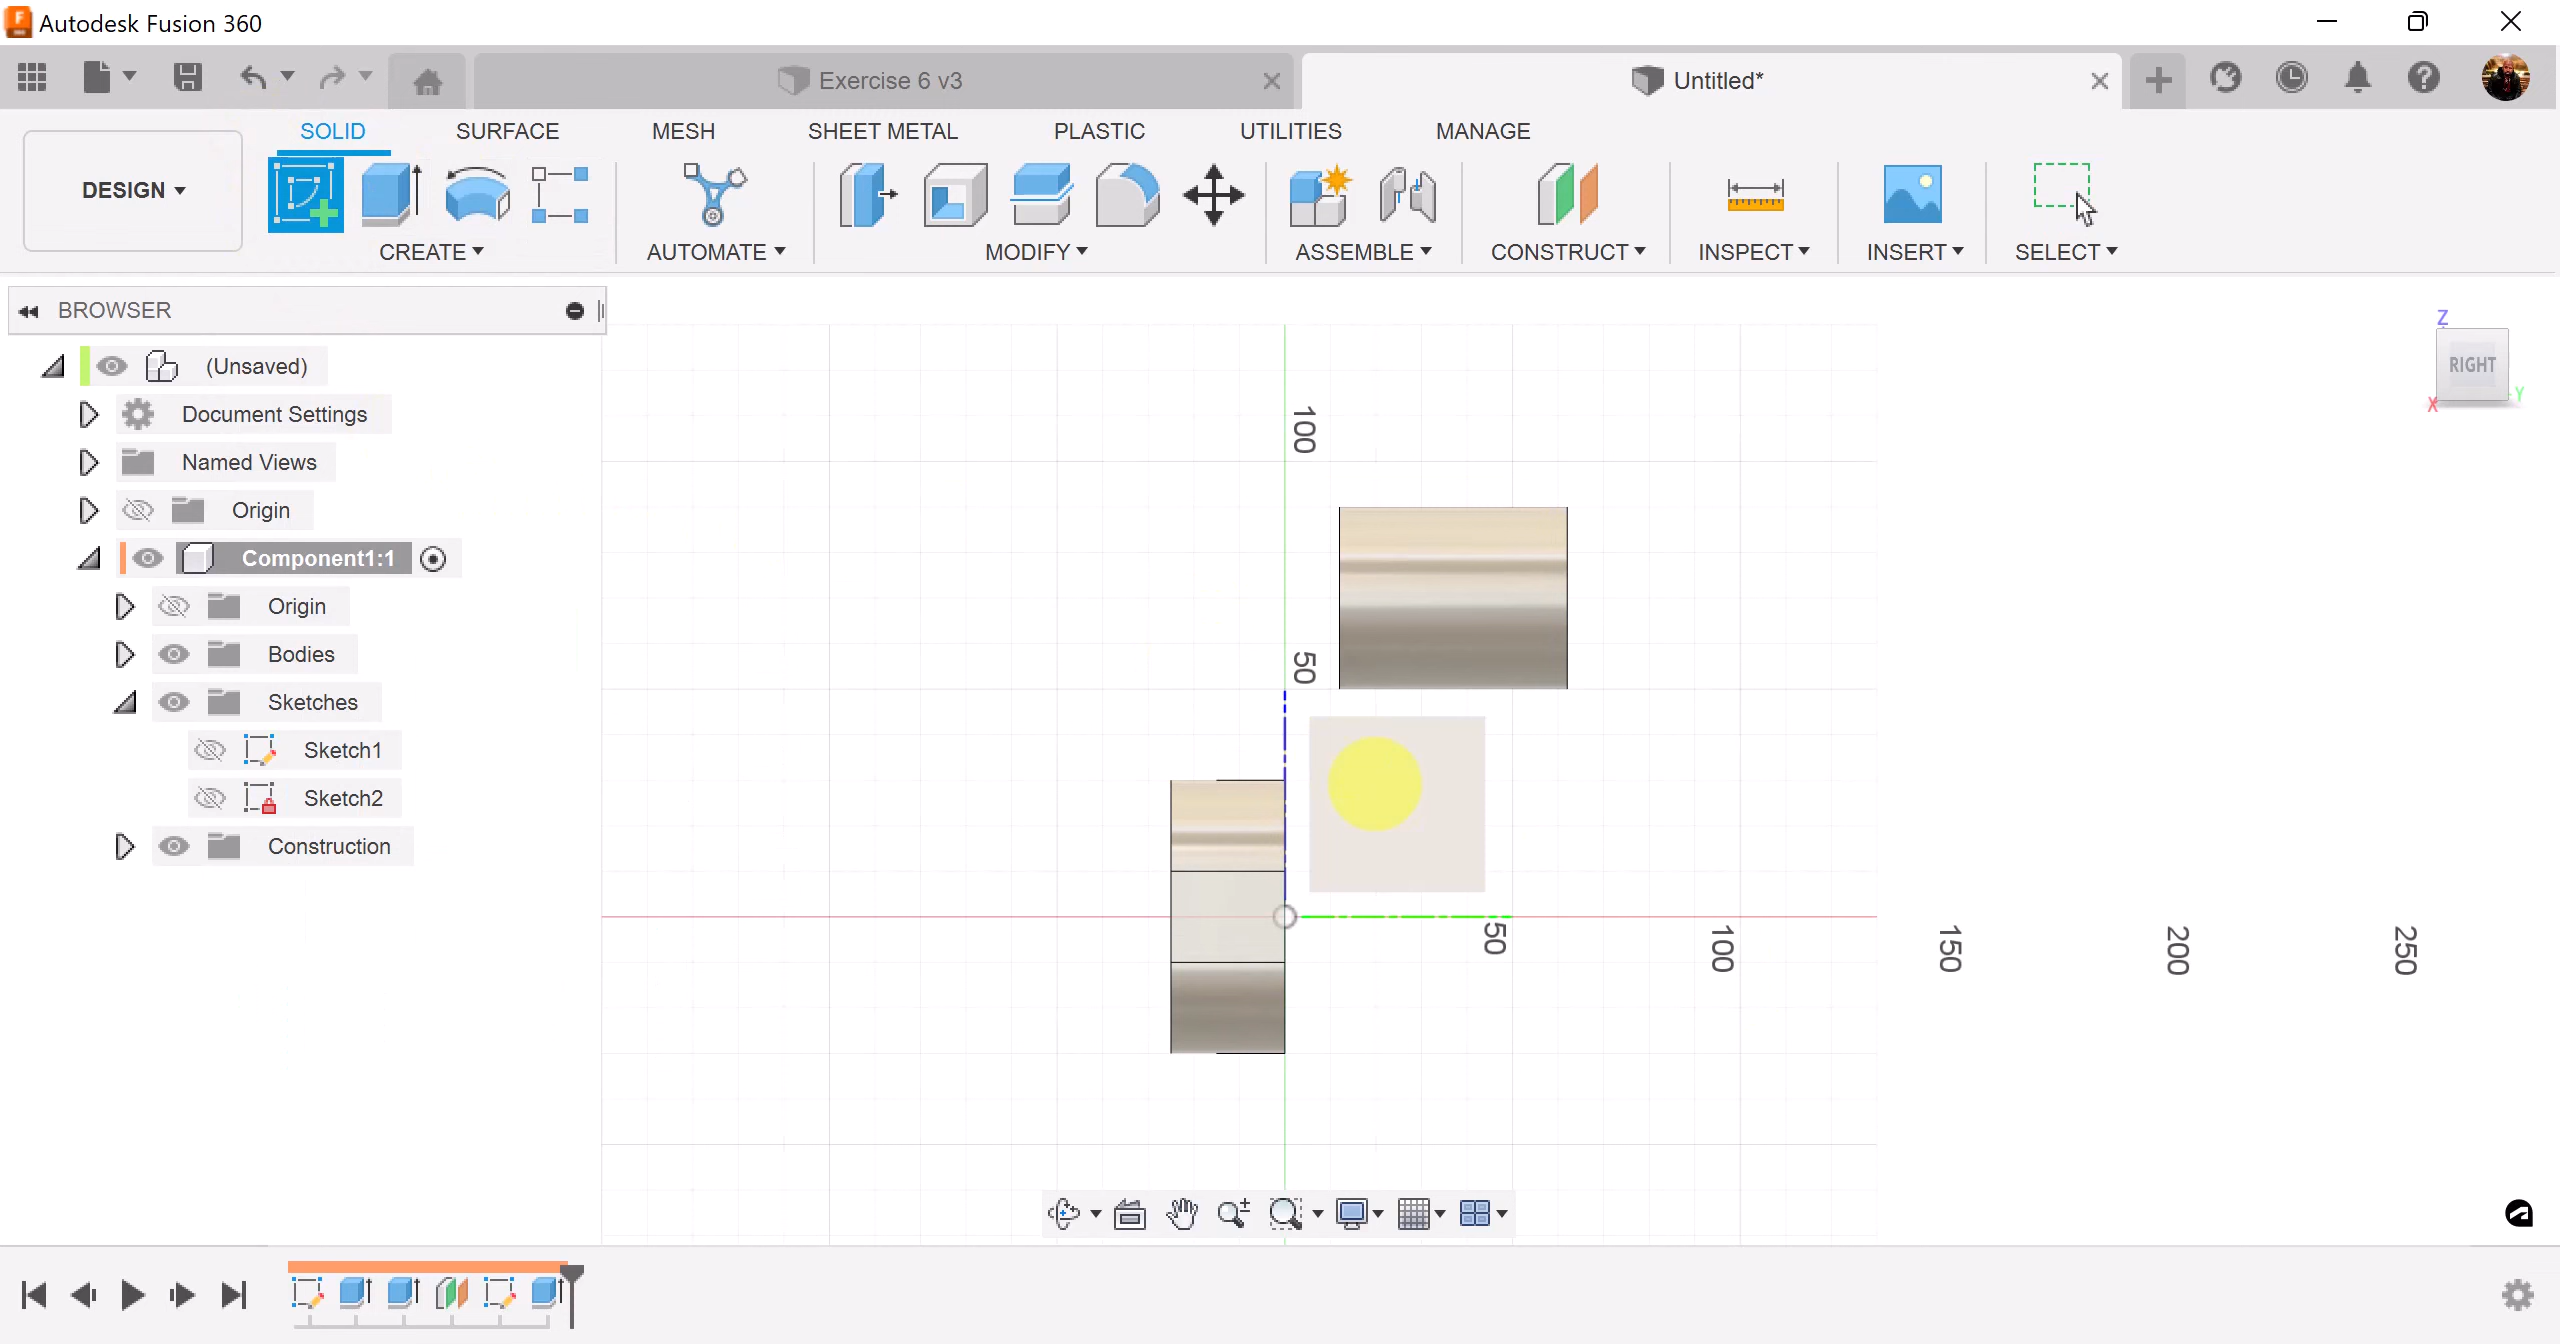 Autodesk Fusion 360
Exercise 6 v3
Untitled*
DESIGN
SOLID
SURFACE
MESH
SHEET METAL
PLASTIC
UTILITIES
MANAGE
CREATE
AUTOMATE
MODIFY
ASSEMBLE
CONSTRUCT
INSPECT
INSERT
SELECT
BROWSER
(Unsaved)
Document Settings
Named Views
Origin
Component1:1
Origin
Bodies
Sketches
Sketch1
Sketch2
Construction
Z
RIGHT
Y
X
100
50
50
100
150
200
250